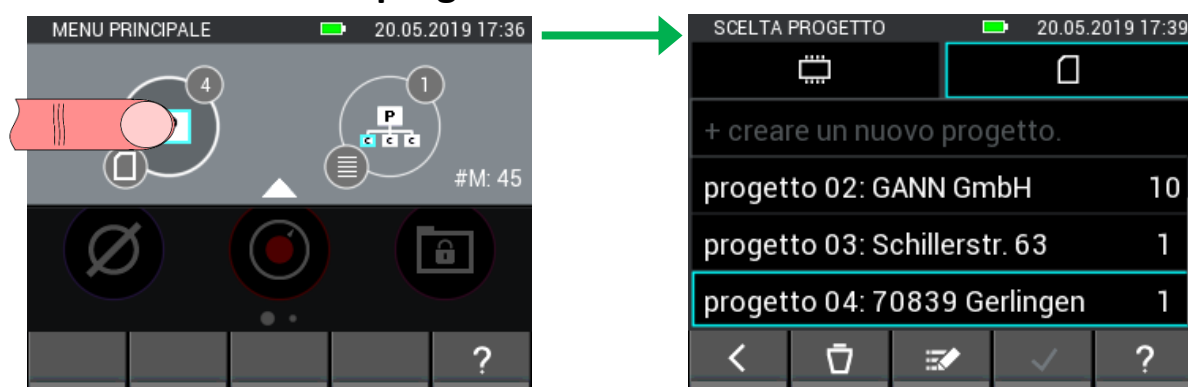 MENU PRINCIPALE 20.05.2019 17:36
4
1
P
c c c
#M: 45
?
SCELTA PROGETTO 20.05.2019 17:39
+ creare un nuovo progetto.
progetto 02: GANN GmbH 10
progetto 03: Schillerstr. 63 1
progetto 04: 70839 Gerlingen 1
?